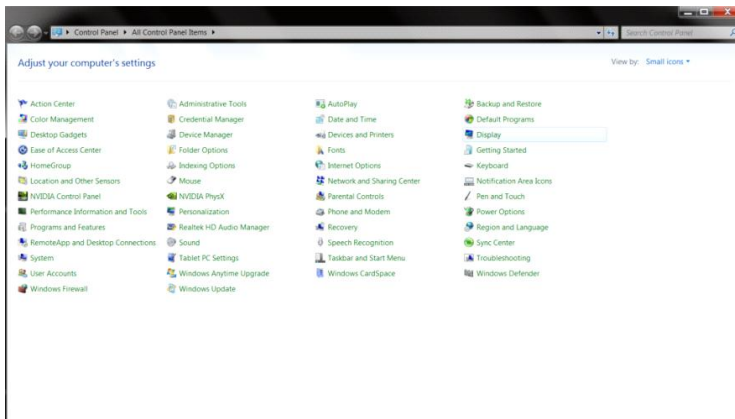 Control Panel All Control Panel Items Search Control Panel
Adjust your computer's settings View by: Small icons
Action Center Administrative Tools AutoPlay Backup and Restore
Color Management Credential Manager Date and Time Default Programs
Desktop Gadgets Device Manager Devices and Printers Display
Ease of Access Center Folder Options Fonts Getting Started
HomeGroup Indexing Options Internet Options Keyboard
Location and Other Sensors Mouse Network and Sharing Center Notification Area Icons
NVIDIA Control Panel NVIDIA PhysX Parental Controls Pen and Touch
Performance Information and Tools Personalization Phone and Modem Power Options
Programs and Features Realtek HD Audio Manager Recovery Region and Language
RemoteApp and Desktop Connections Sound Speech Recognition Sync Center
System Tablet PC Settings Taskbar and Start Menu Troubleshooting
User Accounts Windows Anytime Upgrade Windows CardSpace Windows Defender
Windows Firewall Windows Update